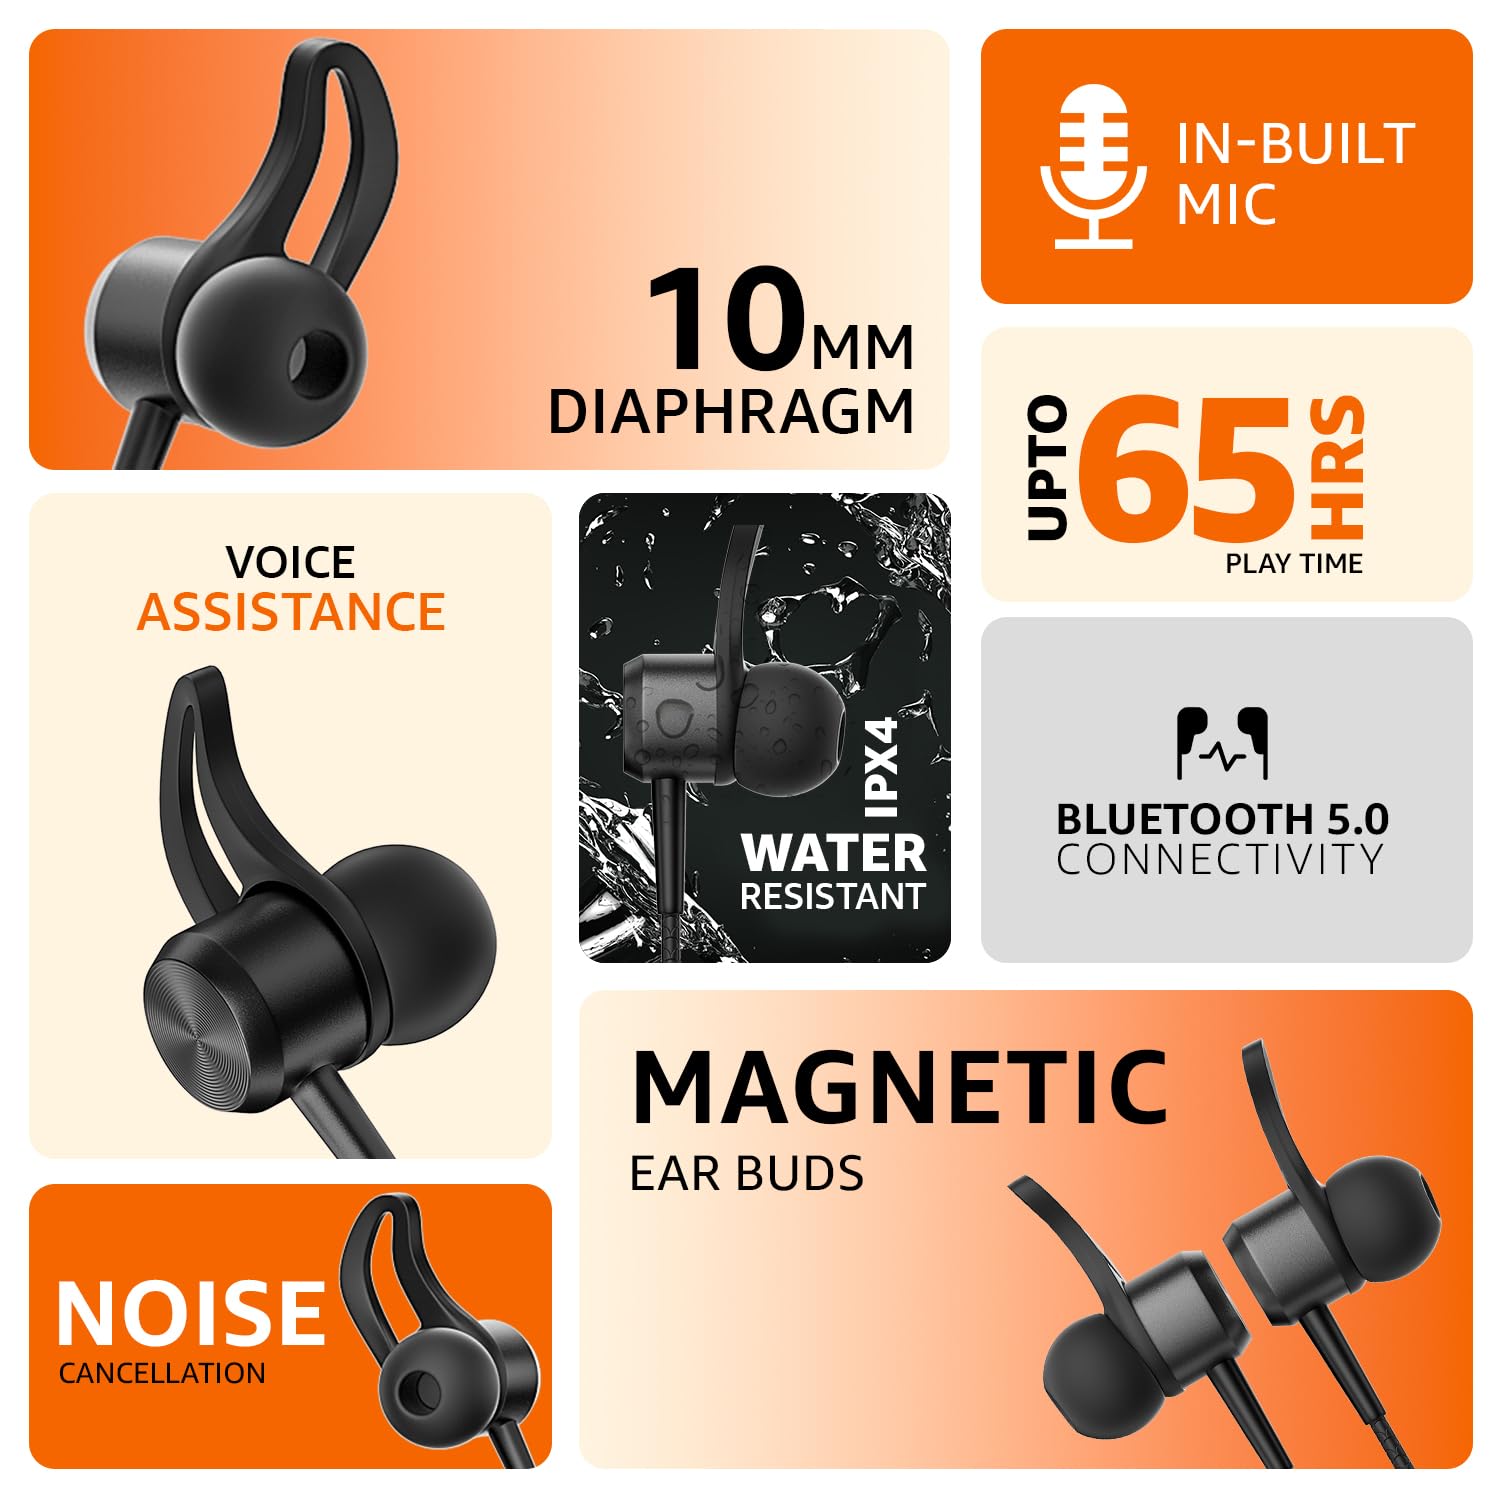 10MM
DIAPHRAGM
IN-BUILT
MIC
UPTO 65 HRS
PLAY TIME
VOICE
ASSISTANCE
IPX4
WATER
RESISTANT
BLUETOOTH 5.0
CONNECTIVITY
MAGNETIC
EAR BUDS
NOISE
CANCELLATION